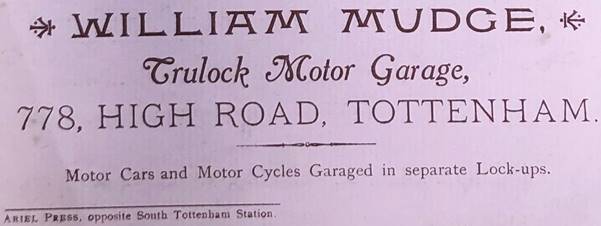 WILLIAM MUDGE,
Trulock Motor Garage,
778, HIGH ROAD, TOTTENHAM.
Motor Cars and Motor Cycles Garaged in separate Lock-ups.
ARIEL PRESS, opposite South Tottenham Station.